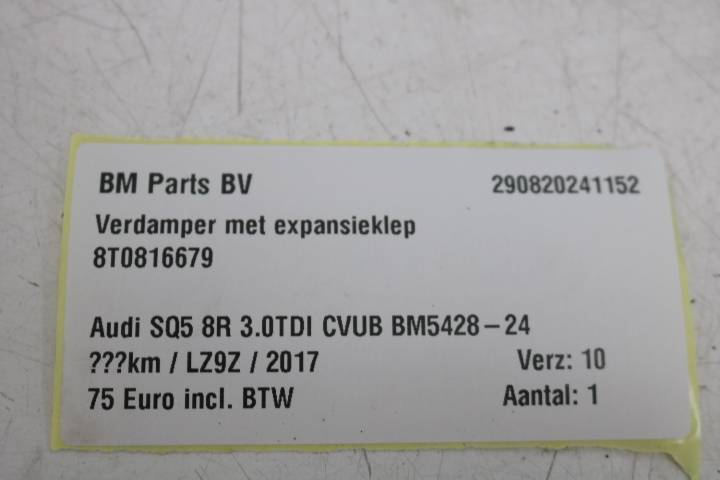 BM Parts BV 290820241152
Verdamper met expansieklep
8T0816679
Audi SQ5 8R 3.0TDI CVUB BM5428-24
???km / LZ9Z / 2017 Verz: 10
75 Euro incl. BTW Aantal: 1